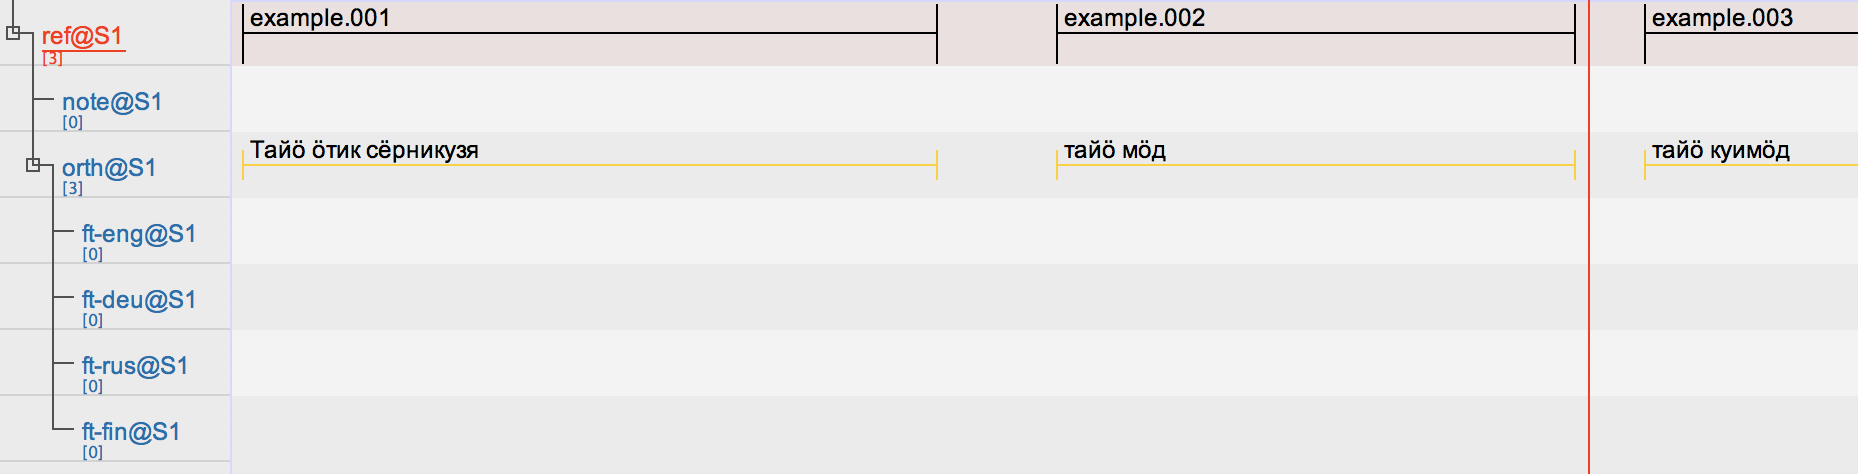 ref@S1 example.001 example.002 example.003
[3]
note@S1
[0]
orth@S1 Тайӧ ӧтик сёрникузя тайӧ мӧд тайӧ куимӧд
[3]
ft-eng@S1
[0]
ft-deu@S1
[0]
ft-rus@S1
[0]
ft-fin@S1
[0]